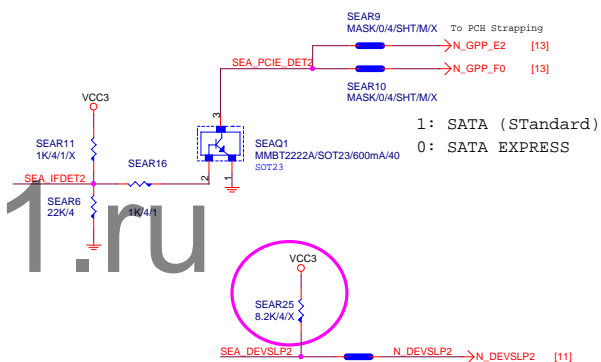 SEAR9
MASK/0/4/SHT/M/X
To PCH Strapping
N_GPP_E2 [13]
SEA_PCIE_DET2
N_GPP_F0 [13]
SEAR10
MASK/0/4/SHT/M/X
VCC3
3
1: SATA (STandard)
0: SATA EXPRESS
SEAR11
1K/4/1/X
SEAQ1
MMBT2222A/SOT23/600mA/40
SOT23
SEAR16
SEA_IFDET2
2
1
SEAR6
22K/4
1K/4/1
1.ru
VCC3
SEAR25
8.2K/4/X
SEA_DEVSLP2
N_DEVSLP2
N_DEVSLP2 [11]